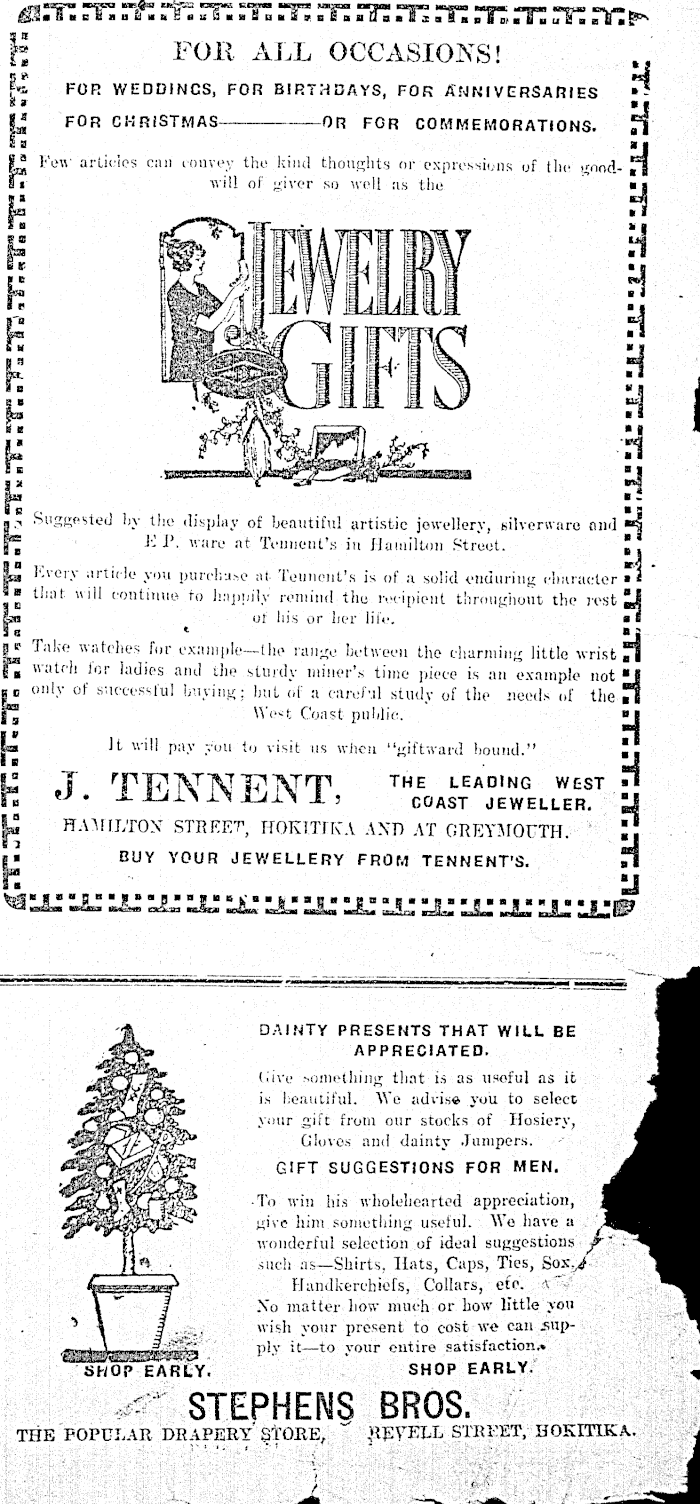 FOR ALL OCCASIONS!
FOR WEDDINGS, FOR BIRTHDAYS, FOR ANNIVERSARIES
FOR CHRISTMAS————OR FOR COMMEMORATIONS.
Few articles can convey the kind thoughts or expressions of the good-
will of giver so well as the
JEWELRY
GIFTS
Suggested by the display of beautiful artistic jewellery, silverware and
E.P. ware at Tennent's in Hamilton Street.
Every article you purchase at Tennent's is of a solid enduring character
that will continue to happily remind the recipient throughout the rest
of his or her life.
Take watches for example—the range between the charming little wrist
watch for ladies and the sturdy miner's time piece is an example not
only of successful buying; but of a careful study of the needs of the
West Coast public.
It will pay you to visit us when "giftward bound."
J. TENNENT,
THE LEADING WEST
COAST JEWELLER.
HAMILTON STREET, HOKITIKA AND AT GREYMOUTH.
BUY YOUR JEWELLERY FROM TENNENT'S.
DAINTY PRESENTS THAT WILL BE
APPRECIATED.
Give something that is as useful as it
is beautiful. We advise you to select
your gift from our stocks of Hosiery,
Gloves and dainty Jumpers.
GIFT SUGGESTIONS FOR MEN.
To win his wholehearted appreciation,
give him something useful. We have a
wonderful selection of ideal suggestions
such as—Shirts, Hats, Caps, Ties, Sox,
Handkerchiefs, Collars, etc.
No matter how much or how little you
wish your present to cost we can sup-
ply it—to your entire satisfaction.
SHOP EARLY.
SHOP EARLY.
STEPHENS BROS.
THE POPULAR DRAPERY STORE, REVELL STREET, HOKITIKA.